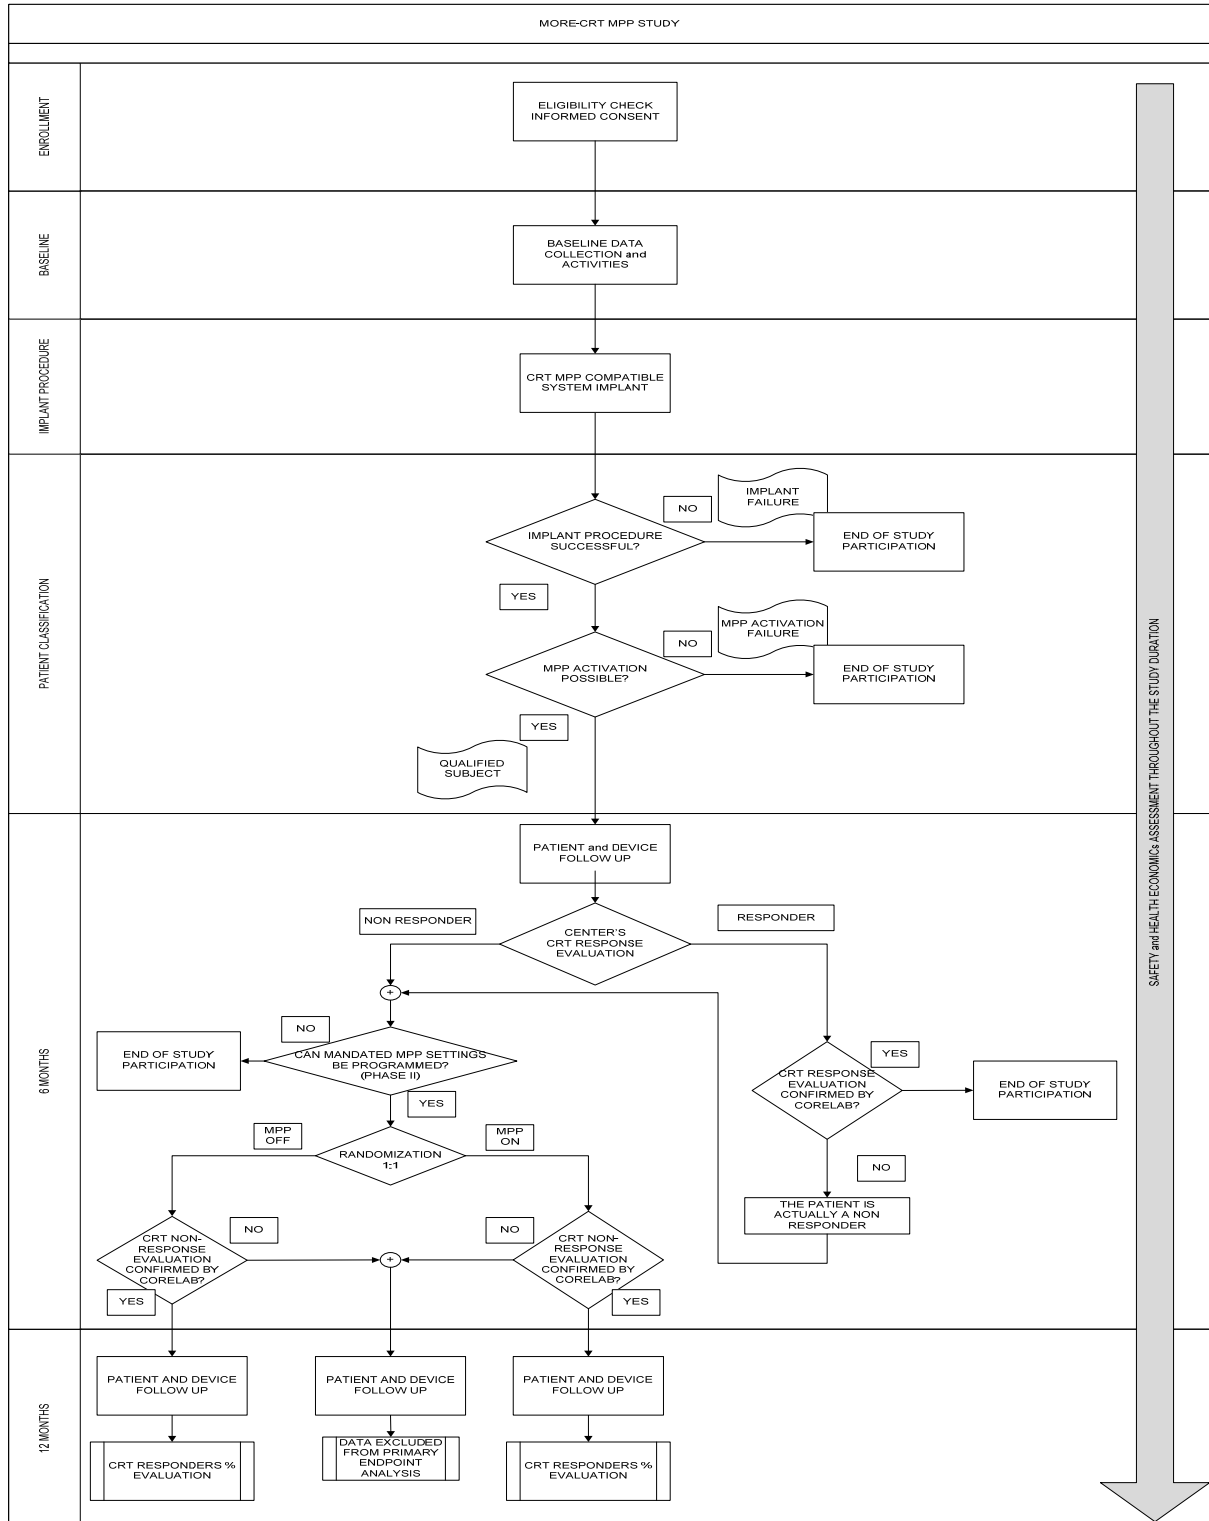 MORE-CRT MPP STUDY
ENROLLMENT
ELIGIBILITY CHECK
INFORMED CONSENT
BASELINE
BASELINE DATA
COLLECTION and
ACTIVITIES
IMPLANT PROCEDURE
CRT MPP COMPATIBLE
SYSTEM IMPLANT
PATIENT CLASSIFICATION
IMPLANT PROCEDURE
SUCCESSFUL?
NO
IMPLANT
FAILURE
END OF STUDY
PARTICIPATION
YES
MPP ACTIVATION
POSSIBLE?
NO
MPP ACTIVATION
FAILURE
END OF STUDY
PARTICIPATION
YES
QUALIFIED
SUBJECT
SAFETY and HEALTH ECONOMICs ASSESSMENT THROUGHOUT THE STUDY DURATION
6 MONTHS
PATIENT and DEVICE
FOLLOW UP
NON RESPONDER
CENTER'S
CRT RESPONSE
EVALUATION
RESPONDER
+
NO
END OF STUDY
PARTICIPATION
CAN MANDATED MPP SETTINGS
BE PROGRAMMED?
(PHASE II)
YES
CRT RESPONSE
EVALUATION
CONFIRMED BY
CORELAB?
YES
END OF STUDY
PARTICIPATION
MPP
OFF
RANDOMIZATION
1:1
MPP
ON
NO
THE PATIENT IS
ACTUALLY A NON
RESPONDER
CRT NON-
RESPONSE
EVALUATION
CONFIRMED BY
CORELAB?
NO
+
NO
CRT NON-
RESPONSE
EVALUATION
CONFIRMED BY
CORELAB?
YES
YES
12 MONTHS
PATIENT AND DEVICE
FOLLOW UP
PATIENT AND DEVICE
FOLLOW UP
PATIENT AND DEVICE
FOLLOW UP
CRT RESPONDERS %
EVALUATION
DATA EXCLUDED
FROM PRIMARY
ENDPOINT
ANALYSIS
CRT RESPONDERS %
EVALUATION